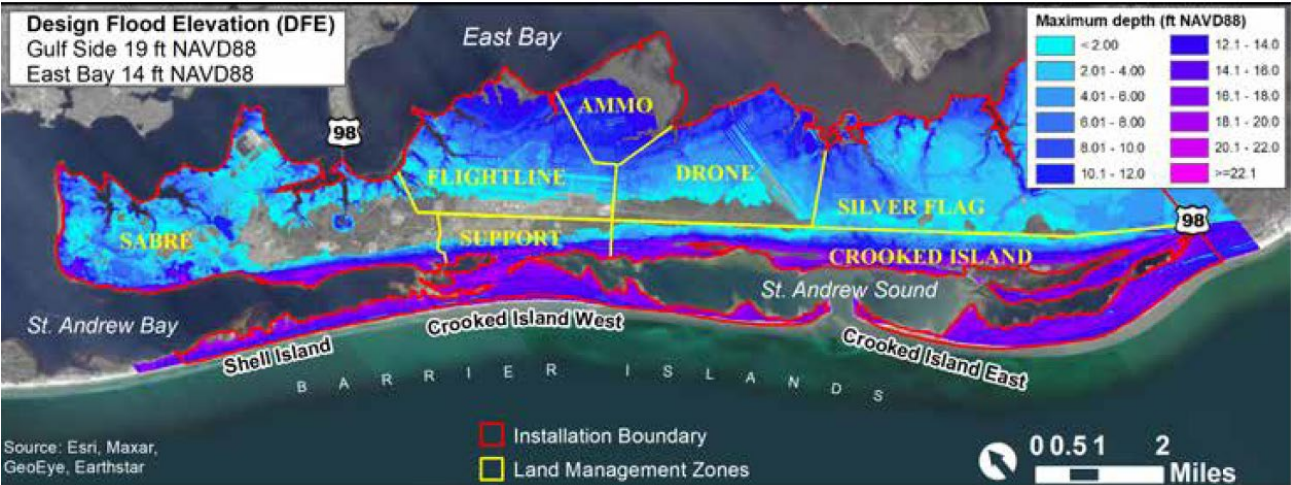 Design Flood Elevation (DFE)
Gulf Side 19 ft NAVD88
East Bay 14 ft NAVD88
East Bay
Maximum depth (ft NAVD88)
< 2.00
2.01 - 4.00
4.01 - 6.00
6.01 - 8.00
8.01 - 10.0
10.1 - 12.0
12.1 - 14.0
14.1 - 16.0
16.1 - 18.0
18.1 - 20.0
20.1 - 22.0
>=22.1
98
AMMO
FLIGHTLINE
DRONE
SILVER FLAG
98
SABRE
SUPPORT
CROOKED ISLAND
St. Andrew Sound
St. Andrew Bay
Shell Island
Crooked Island West
Crooked Island East
BARRIER ISLANDS
Source: Esri, Maxar,
GeoEye, Earthstar
Installation Boundary
Land Management Zones
0 0.5 1 2
Miles